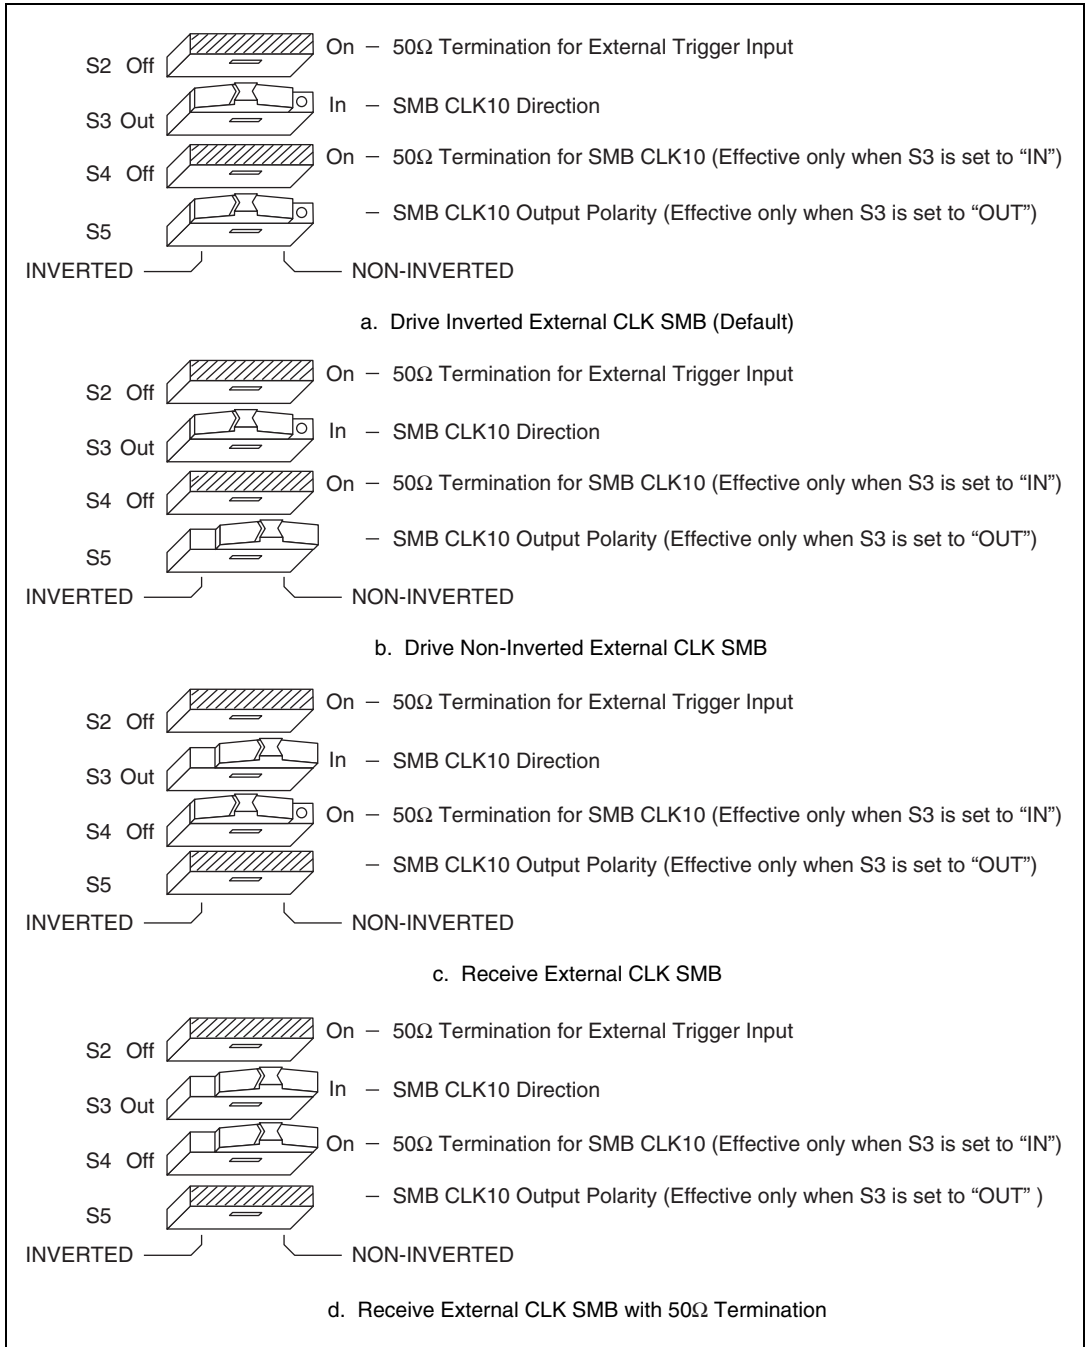 S2 Off On – 50Ω Termination for External Trigger Input
S3 Out In – SMB CLK10 Direction
S4 Off On – 50Ω Termination for SMB CLK10 (Effective only when S3 is set to “IN”)
S5 – SMB CLK10 Output Polarity (Effective only when S3 is set to “OUT”)
INVERTED NON-INVERTED
a. Drive Inverted External CLK SMB (Default)
S2 Off On – 50Ω Termination for External Trigger Input
S3 Out In – SMB CLK10 Direction
S4 Off On – 50Ω Termination for SMB CLK10 (Effective only when S3 is set to “IN”)
S5 – SMB CLK10 Output Polarity (Effective only when S3 is set to “OUT”)
INVERTED NON-INVERTED
b. Drive Non-Inverted External CLK SMB
S2 Off On – 50Ω Termination for External Trigger Input
S3 Out In – SMB CLK10 Direction
S4 Off On – 50Ω Termination for SMB CLK10 (Effective only when S3 is set to “IN”)
S5 – SMB CLK10 Output Polarity (Effective only when S3 is set to “OUT”)
INVERTED NON-INVERTED
c. Receive External CLK SMB
S2 Off On – 50Ω Termination for External Trigger Input
S3 Out In – SMB CLK10 Direction
S4 Off On – 50Ω Termination for SMB CLK10 (Effective only when S3 is set to “IN”)
S5 – SMB CLK10 Output Polarity (Effective only when S3 is set to “OUT” )
INVERTED NON-INVERTED
d. Receive External CLK SMB with 50Ω Termination